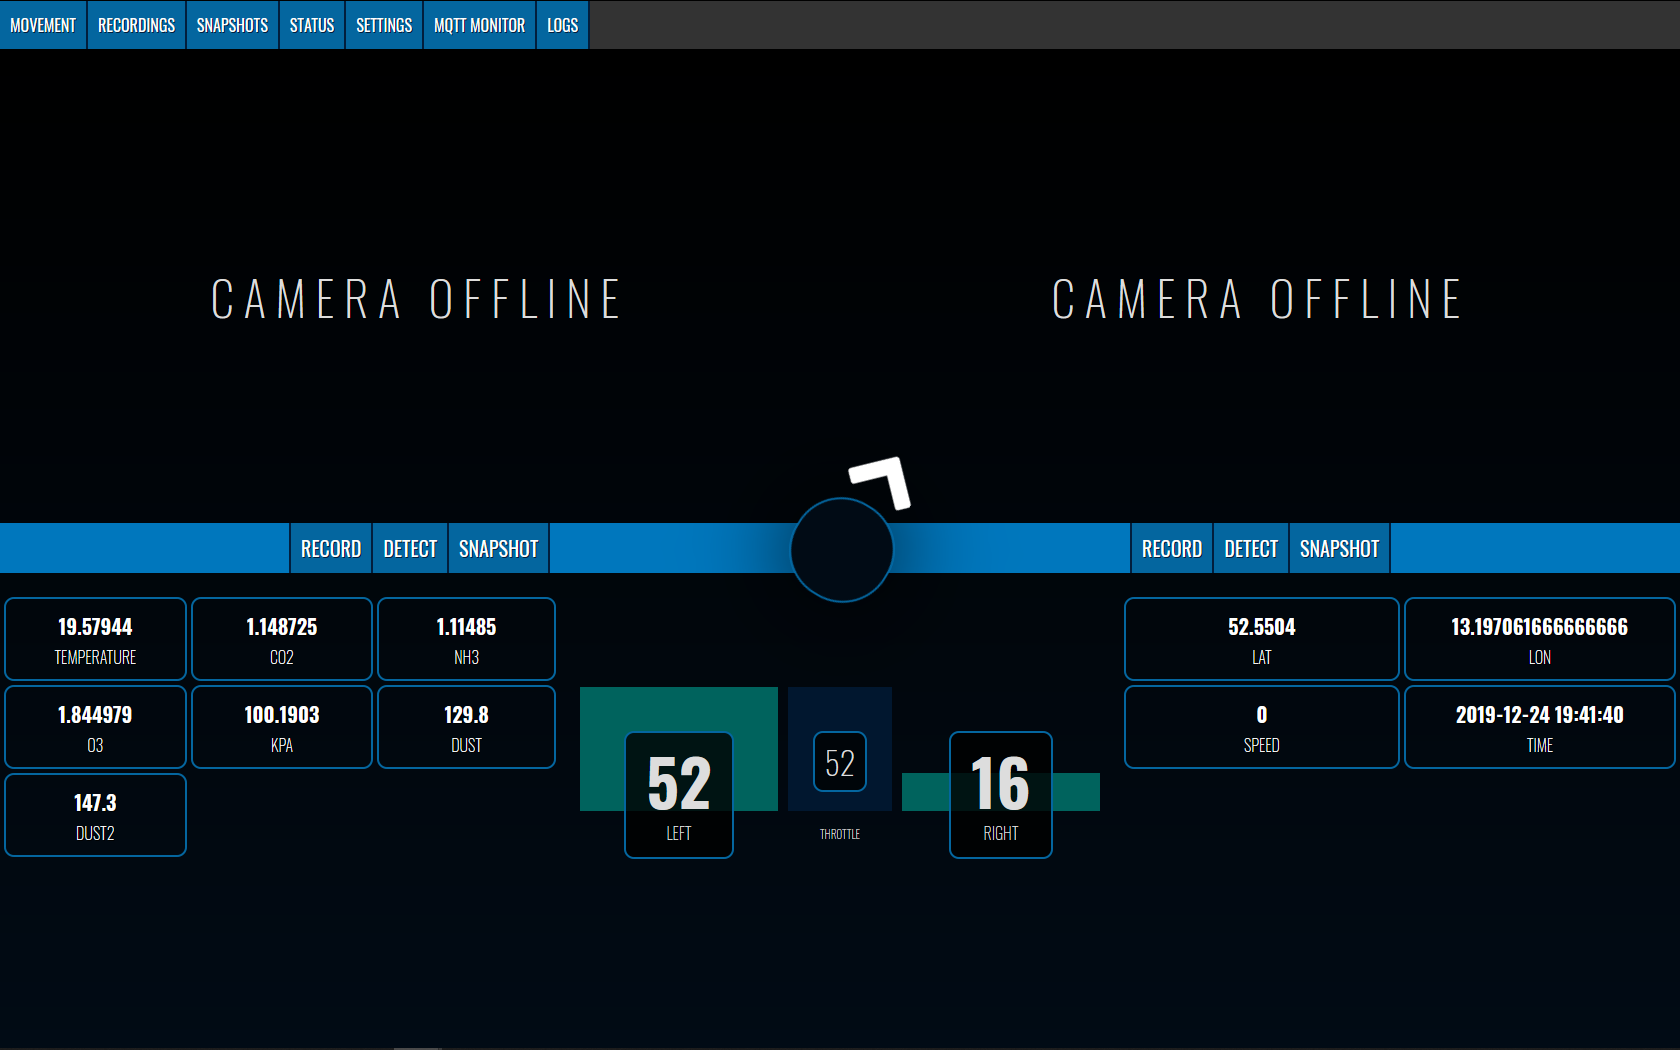 MOVEMENT RECORDINGS SNAPSHOTS STATUS SETTINGS MQTT MONITOR LOGS
CAMERA OFFLINE
CAMERA OFFLINE
RECORD DETECT SNAPSHOT
RECORD DETECT SNAPSHOT
19.57944
TEMPERATURE
1.148725
CO2
1.11485
NH3
1.844979
O3
100.1903
KPA
129.8
DUST
147.3
DUST2
52
LEFT
52
THROTTLE
16
RIGHT
52.5504
LAT
13.197061666666666
LON
0
SPEED
2019-12-24 19:41:40
TIME